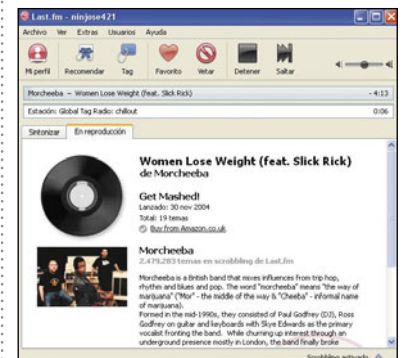 Last.fm - ninjose421
Archivo Ver Extras Usuarios Ayuda
Mi perfil Recomendar Tag Favorito Vetar Detener Saltar
Morcheeba – Women Lose Weight (feat. Slick Rick) - 4:13
Estación: Global Tag Radio: chillout 0:06
Sintonizar En reproducción
Women Lose Weight (feat. Slick Rick)
de Morcheeba
Get Mashed!
Lanzado: 30 nov 2004
Total: 19 temas
Buy from Amazon.co.uk
Morcheeba
2.479.283 temas en scrobbling de Last.fm
Morcheeba is a British band that mixes influences from trip hop,
rhythm and blues and pop. The word "morcheeba" means "the way of
marijuana" ("Mor" - the middle of the way & "Cheeba" - informal name
of marijuana).
Formed in the mid-1990s, they consisted of Paul Godfrey (DJ), Ross
Godfrey on guitar and keyboards with Skye Edwards as the primary
vocalist fronting the band. While churning up interest through an
underground presence mostly in London, the band finally broke
Scrobbling activado